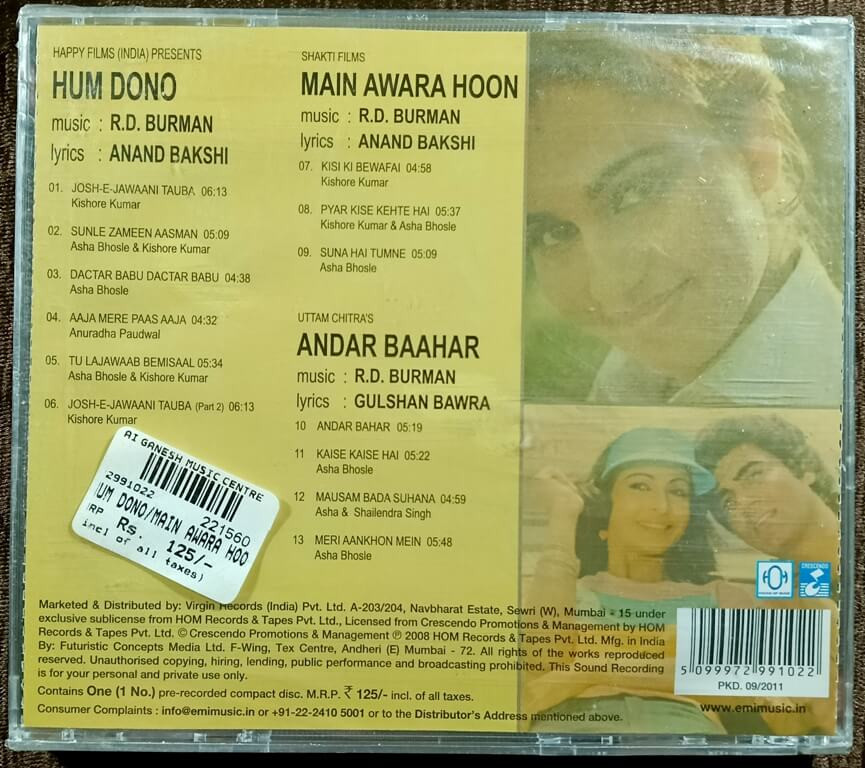 HAPPY FILMS (INDIA) PRESENTS
HUM DONO
music : R.D. BURMAN
lyrics : ANAND BAKSHI
01. JOSH-E-JAWAANI TAUBA 06:13
Kishore Kumar
02. SUNLE ZAMEEN AASMAN 05:09
Asha Bhosle & Kishore Kumar
03. DACTAR BABU DACTAR BABU 04:38
Asha Bhosle
04. AAJA MERE PAAS AAJA 04:32
Anuradha Paudwal
05. TU LAJAWAAB BEMISAAL 05:34
Asha Bhosle & Kishore Kumar
06. JOSH-E-JAWAANI TAUBA (Part 2) 06:13
Kishore Kumar
SHAKTI FILMS
MAIN AWARA HOON
music : R.D. BURMAN
lyrics : ANAND BAKSHI
07. KISI KI BEWAFAI 04:58
Kishore Kumar
08. PYAR KISE KEHTE HAI 05:37
Kishore Kumar & Asha Bhosle
09. SUNA HAI TUMNE 05:09
Asha Bhosle
UTTAM CHITRA'S
ANDAR BAAHAR
music : R.D. BURMAN
lyrics : GULSHAN BAWRA
10 ANDAR BAHAR 05:19
11 KAISE KAISE HAI 05:22
Asha Bhosle
12 MAUSAM BADA SUHANA 04:59
Asha & Shailendra Singh
13 MERI AANKHON MEIN 05:48
Asha Bhosle
AI GANESH MUSIC CENTRE
2991022 221560
UM DONO/MAIN AWARA HOO
RP Rs. 125/-
incl of all taxes)
CRESCENDO
HOUSE OF MUSIC
Marketed & Distributed by: Virgin Records (India) Pvt. Ltd. A-203/204, Navbharat Estate, Sewri (W), Mumbai - 15 under
exclusive sublicense from HOM Records & Tapes Pvt. Ltd., Licensed from Crescendo Promotions & Management by HOM
Records & Tapes Pvt. Ltd. © Crescendo Promotions & Management ℗ 2008 HOM Records & Tapes Pvt. Ltd. Mfg. in India
By: Futuristic Concepts Media Ltd. F-Wing, Tex Centre, Andheri (E) Mumbai - 72. All rights of the works reproduced
reserved. Unauthorised copying, hiring, lending, public performance and broadcasting prohibited. This Sound Recording
is for your personal and private use only.
Contains One (1 No.) pre-recorded compact disc. M.R.P. ₹ 125/- incl. of all taxes.
Consumer Complaints : info@emimusic.in or +91-22-2410 5001 or to the Distributor's Address mentioned above.
5 099972 991022
PKD. 09/2011
www.emimusic.in